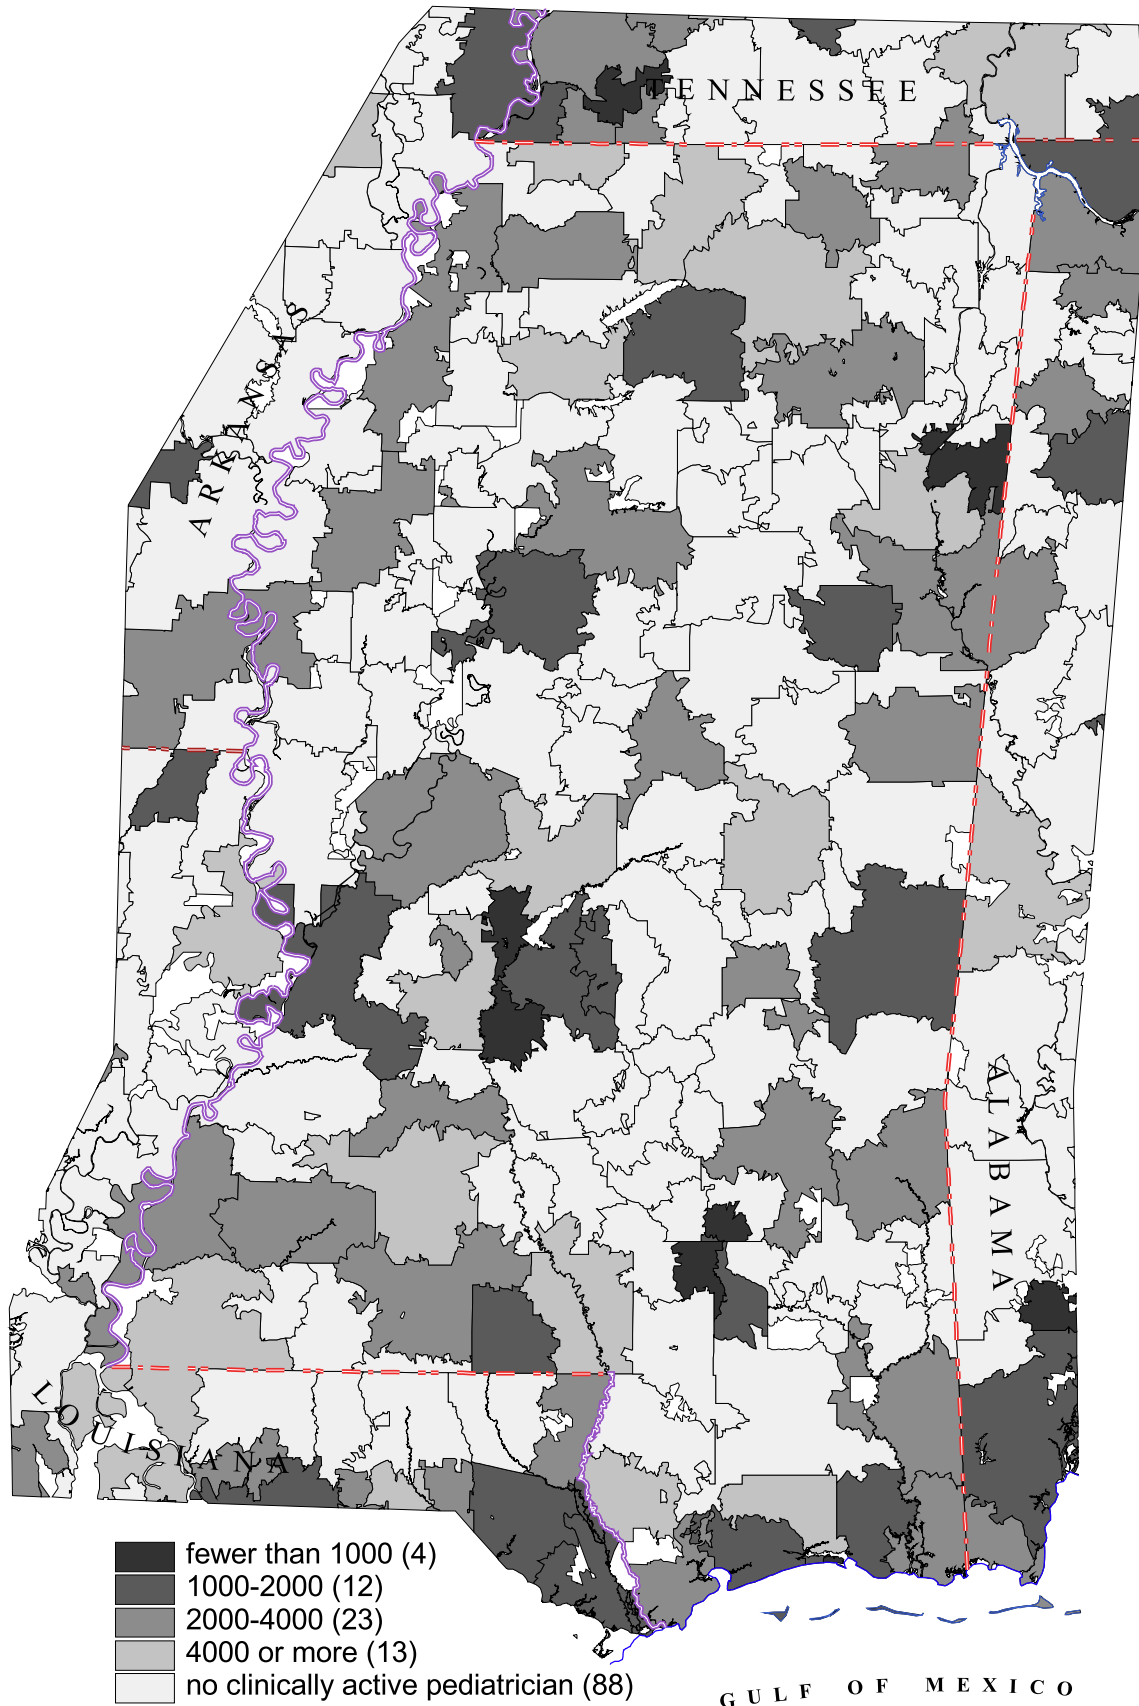 TENNESSEE
ARKANSAS
ALABAMA
LOUISIANA
fewer than 1000 (4)
1000-2000 (12)
2000-4000 (23)
4000 or more (13)
no clinically active pediatrician (88)
GULF OF MEXICO